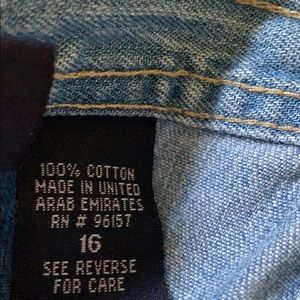 100% COTTON
MADE IN UNITED
ARAB EMIRATES
RN # 96157
16
SEE REVERSE
FOR CARE